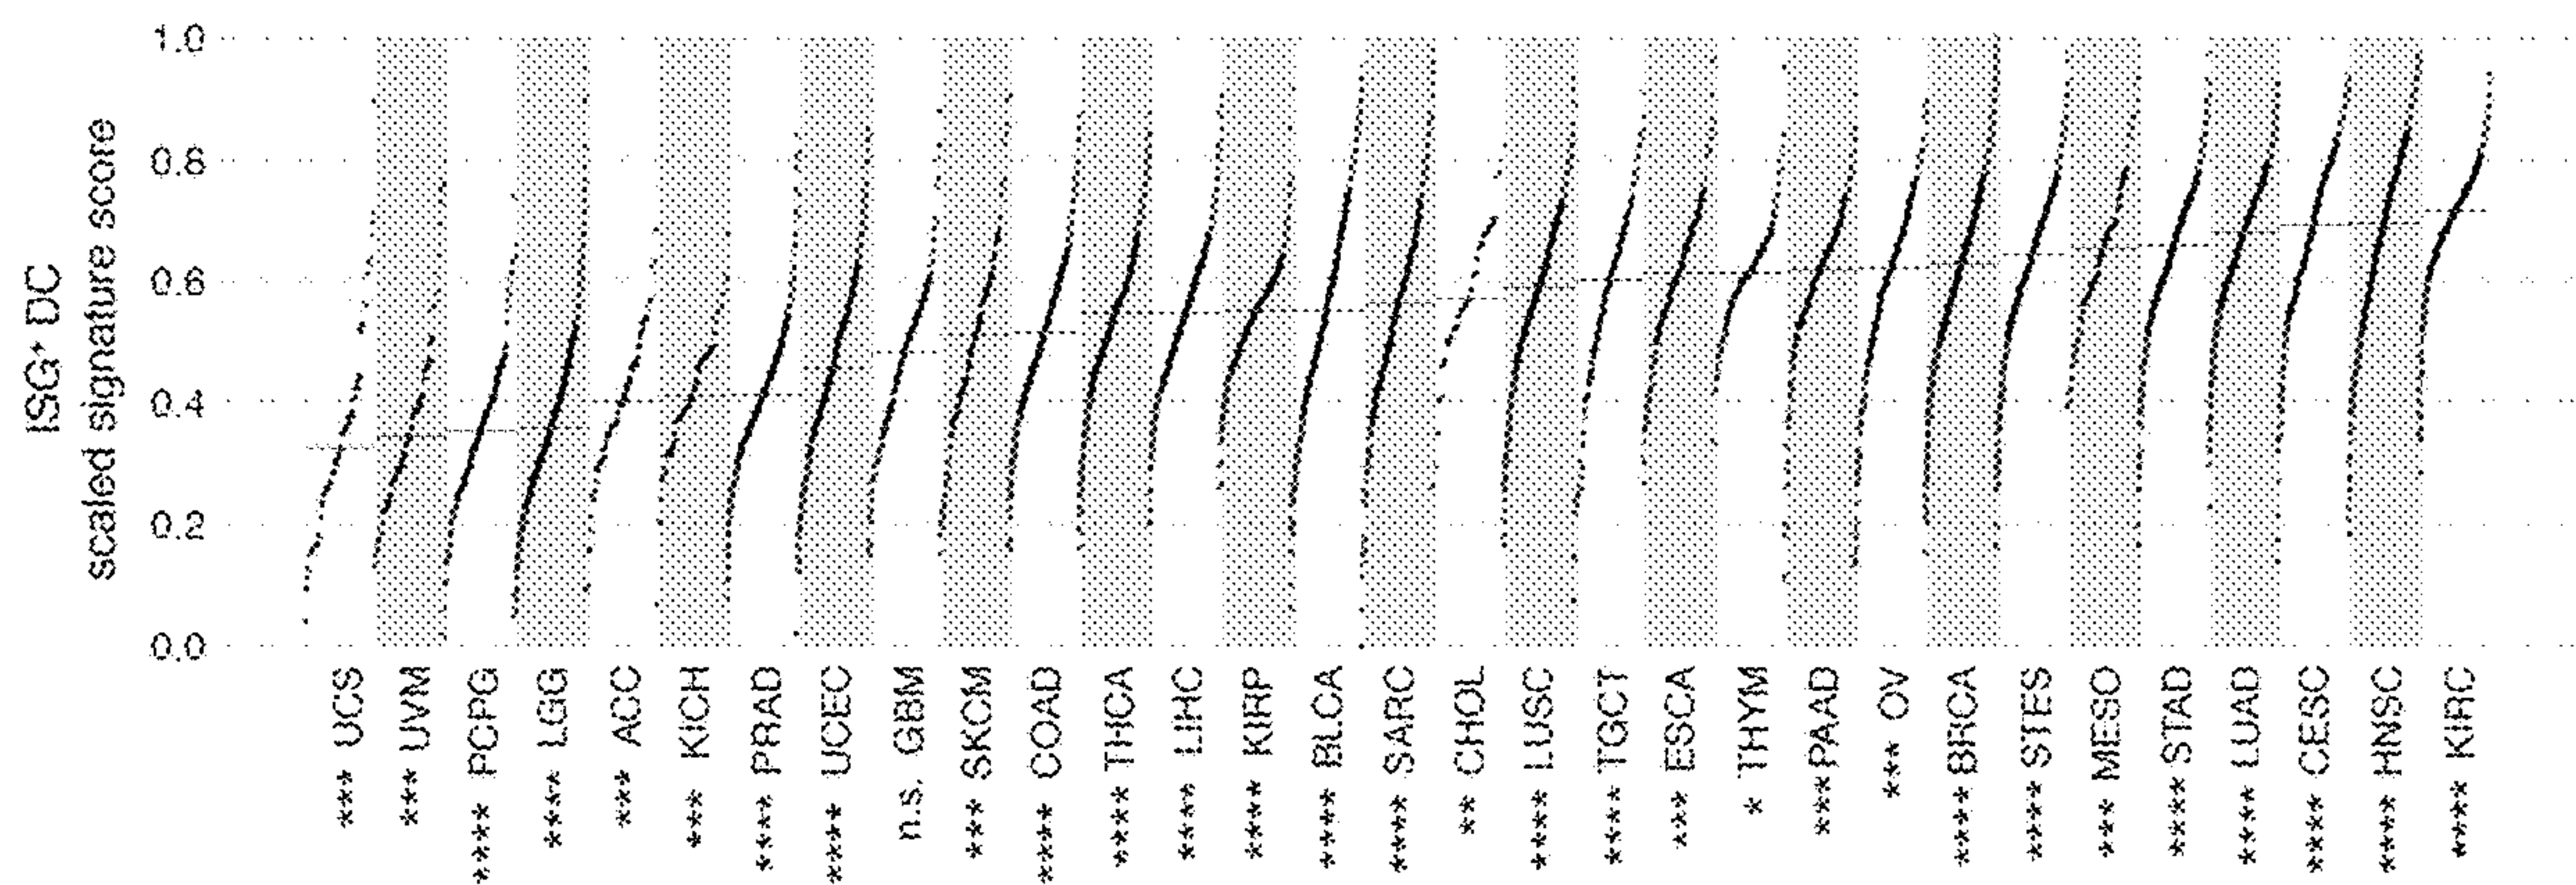 ISG+ DC
scaled signature score
1.0
0.8
0.6
0.4
0.2
0.0
*** UCS
*** UVM
**** PCPG
**** LGG
*** ACC
*** KICH
**** PRAD
**** UCEC
n.s. GBM
*** SKCM
**** COAD
**** THCA
**** LIHC
**** KIRP
**** BLCA
**** SARC
** CHOL
**** LUSC
**** TGCT
*** ESCA
* THYM
*** PAAD
*** OV
**** BRCA
**** STES
*** MESO
**** STAD
**** LUAD
**** CESC
**** HNSC
**** KIRC